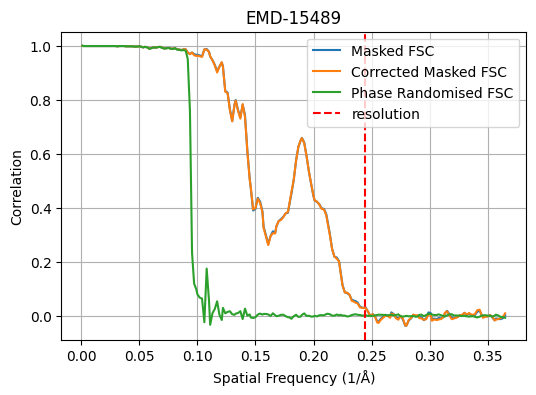 EMD-15489
Masked FSC
Corrected Masked FSC
Phase Randomised FSC
resolution
Correlation
1.0
0.8
0.6
0.4
0.2
0.0
0.00 0.05 0.10 0.15 0.20 0.25 0.30 0.35
Spatial Frequency (1/Å)